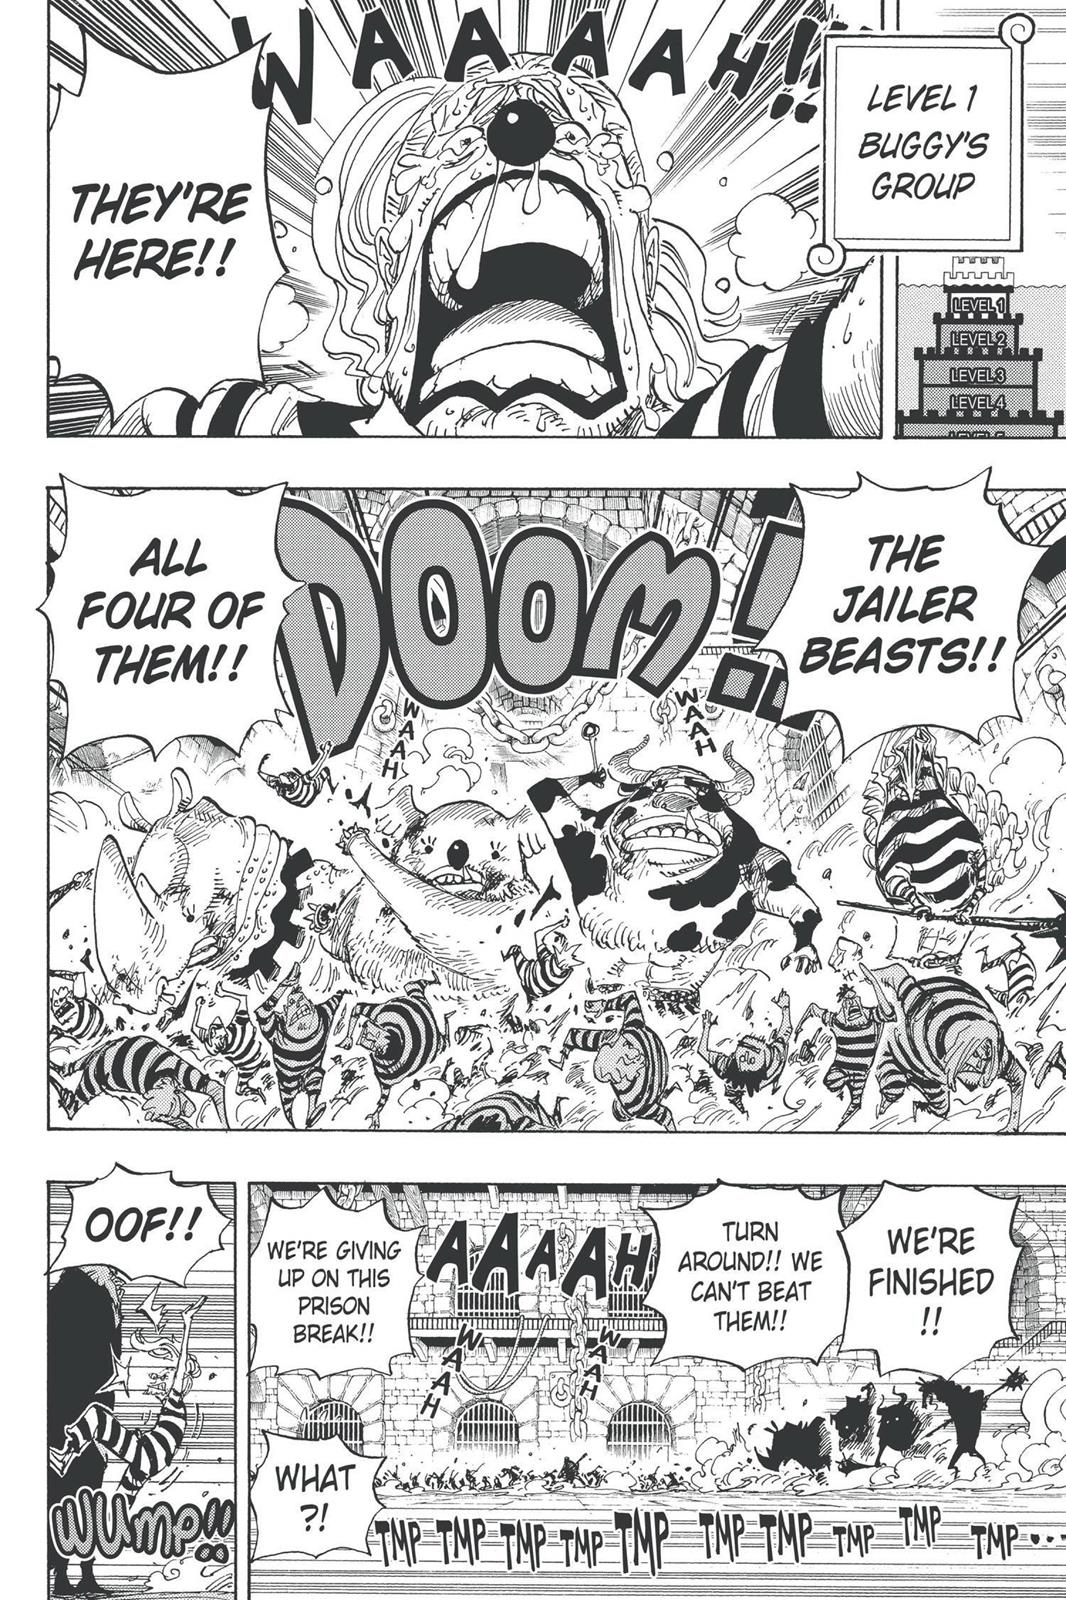 LEVEL 1
BUGGY'S
GROUP
LEVEL 1
LEVEL 2
LEVEL 3
LEVEL 4
WAAAAAH!!
THEY'RE
HERE!!
THE
JAILER
BEASTS!!
DOOM!!
WAAH
WAAH
ALL
FOUR OF
THEM!!
WE'RE
FINISHED
!!
TURN
AROUND!! WE
CAN'T BEAT
THEM!!
AAAAH
WAAH
WAAH
WE'RE GIVING
UP ON THIS
PRISON
BREAK!!
WHAT
?!
TMP TMP TMP TMP TMP TMP TMP TMP TMP TMP...
OOF!!
WUMP!!